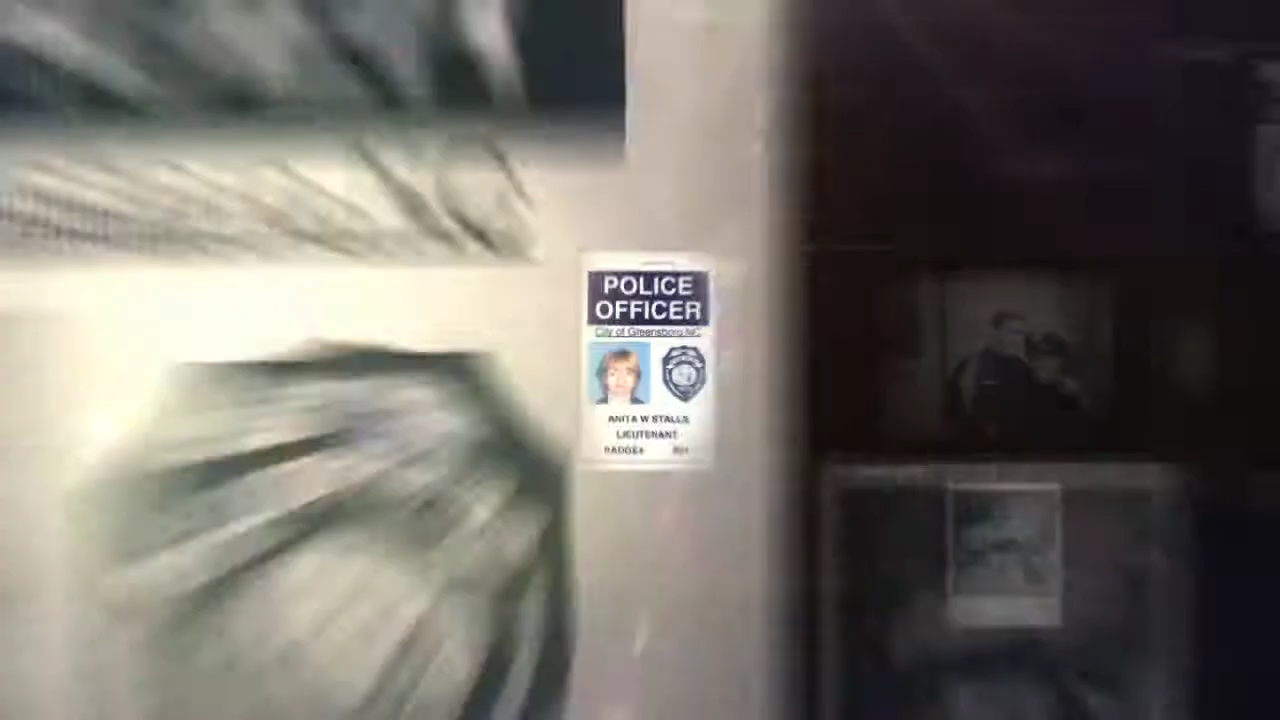 POLICE
OFFICER
City of Greensboro NC
ANITA W STALLS
LIEUTENANT